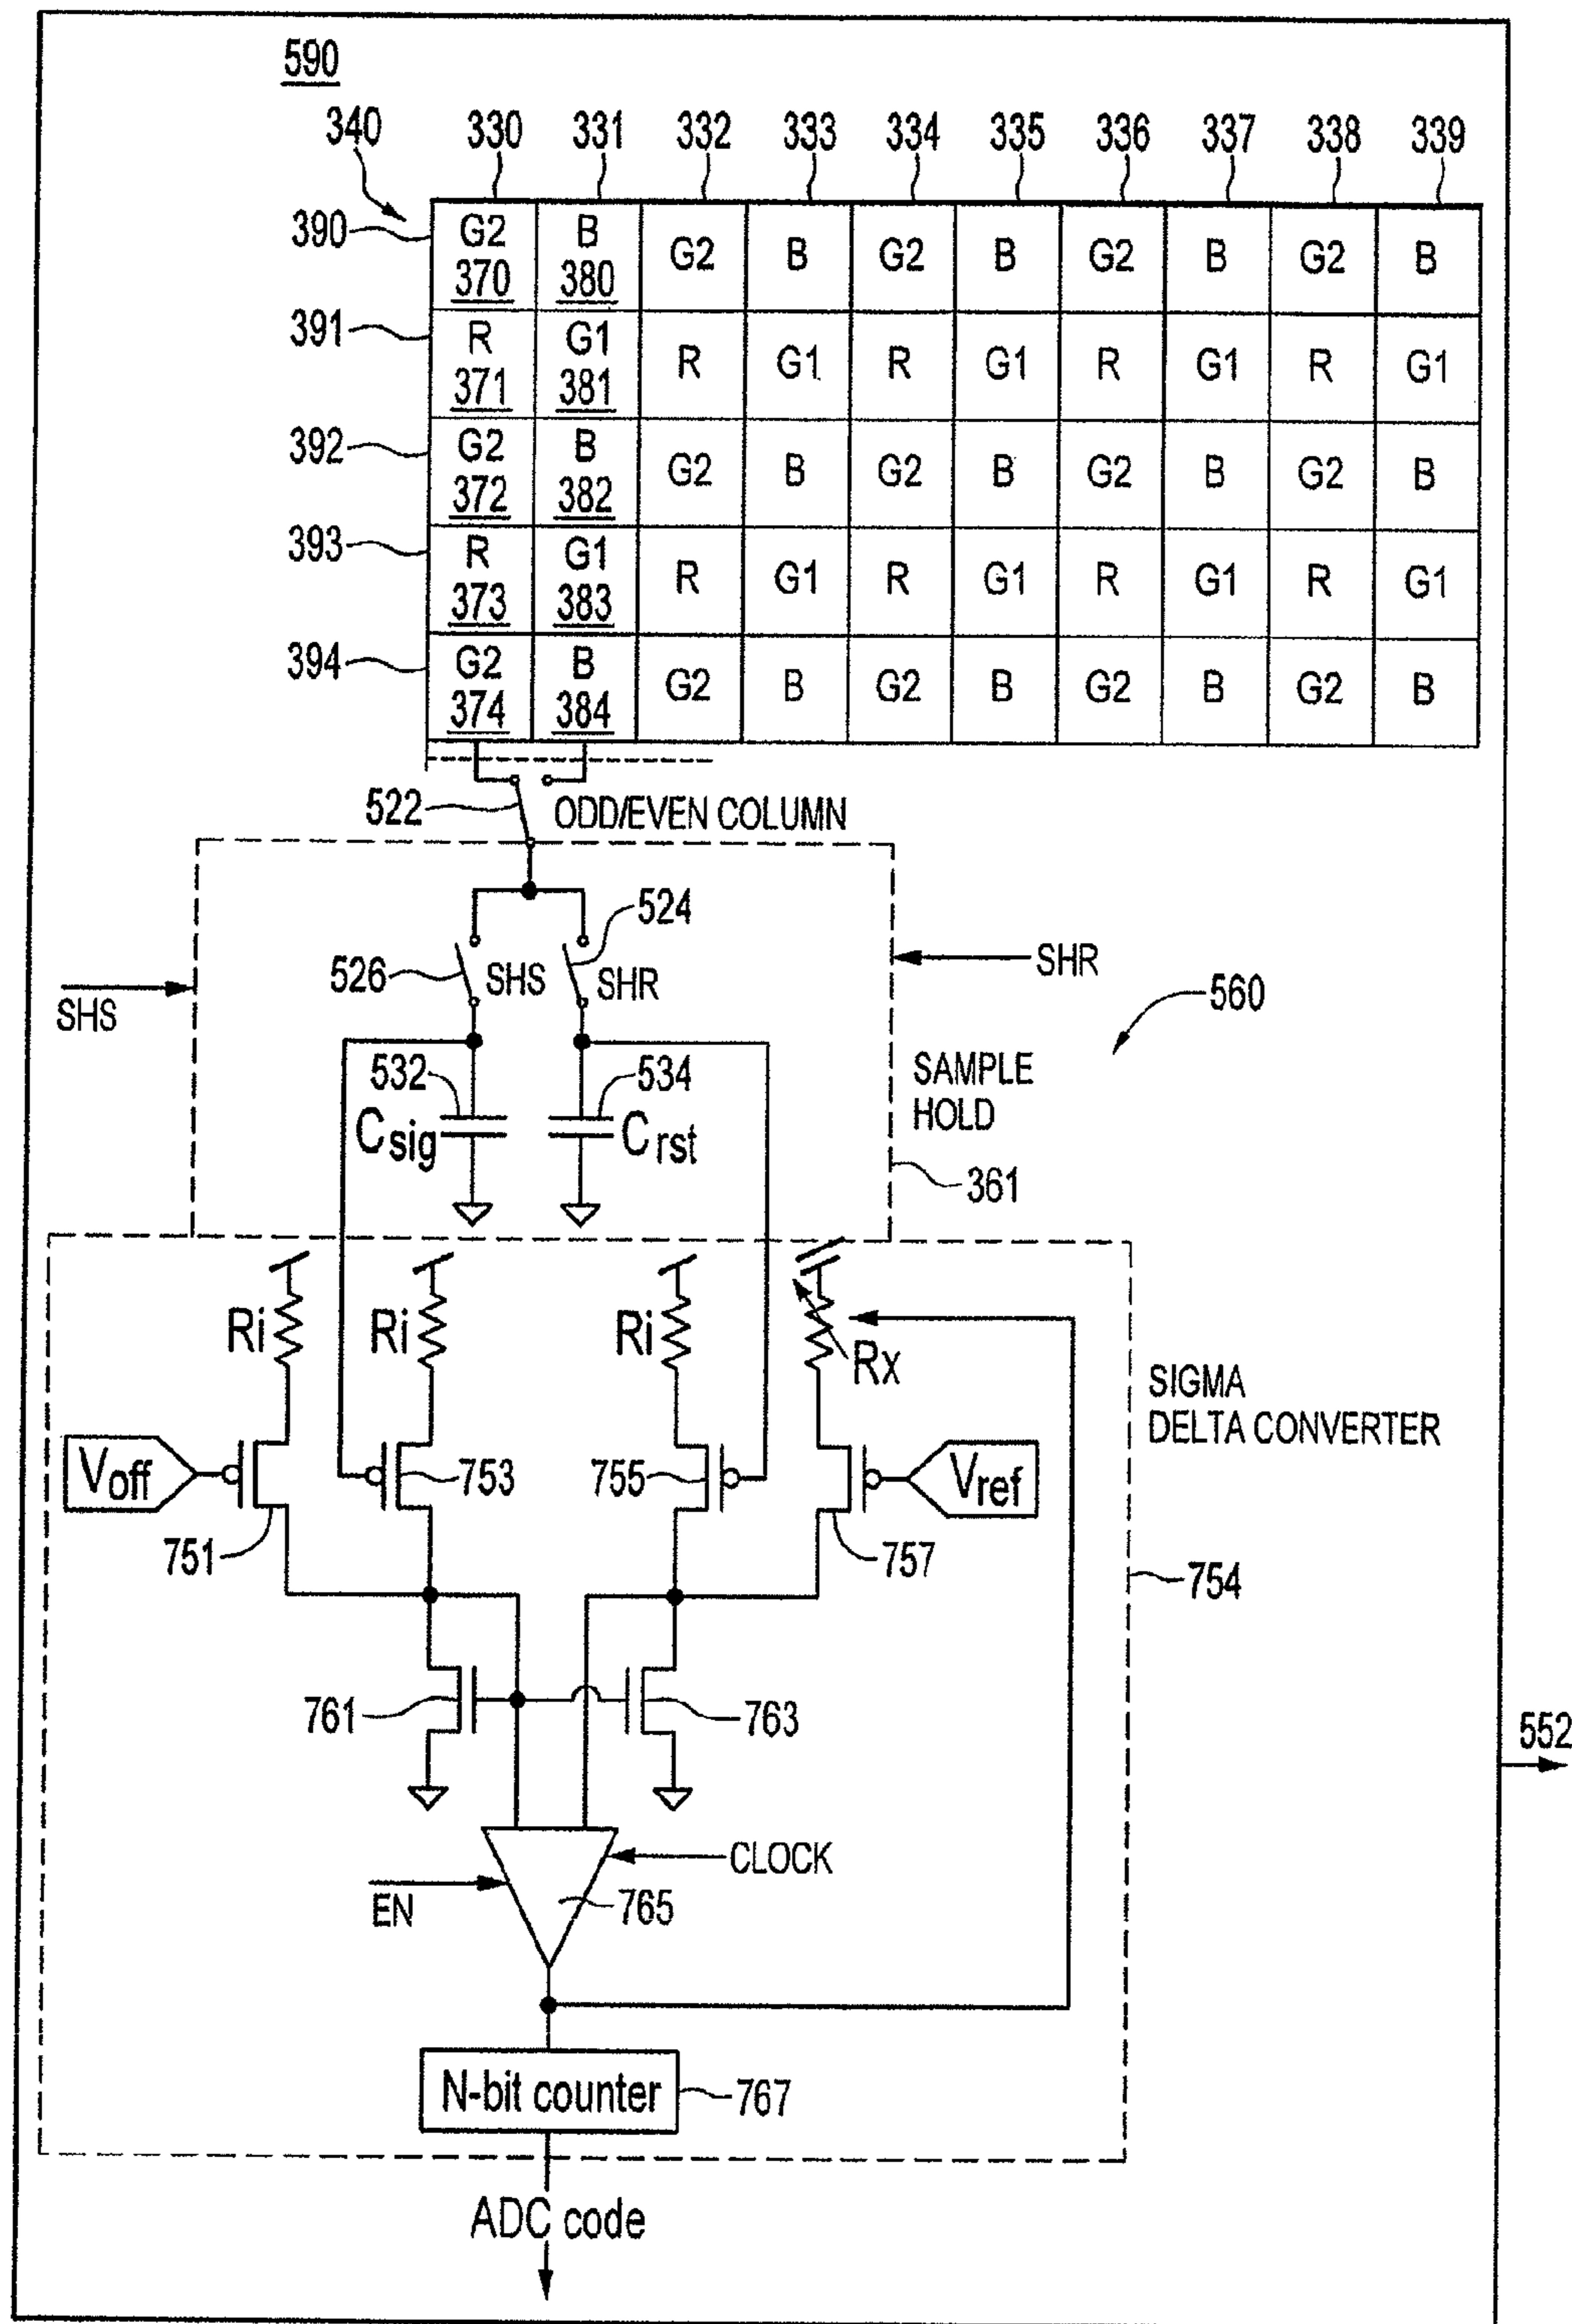 590
340 330 331 332 333 334 335 336 337 338 339
390 G2 370 B 380 G2 B G2 B G2 B G2 B
391 R 371 G1 381 R G1 R G1 R G1 R G1
392 G2 372 B 382 G2 B G2 B G2 B G2 B
393 R 373 G1 383 R G1 R G1 R G1 R G1
394 G2 374 B 384 G2 B G2 B G2 B G2 B
522 ODD/EVEN COLUMN
524
526 SHS SHR
SHS
SHR
560
532 534
Csig Crst
SAMPLE
HOLD
361
Ri Ri Ri Rx
SIGMA
DELTA CONVERTER
Voff 753 755 Vref
751 757
754
761 763
552
CLOCK
EN
765
N-bit counter 767
ADC code